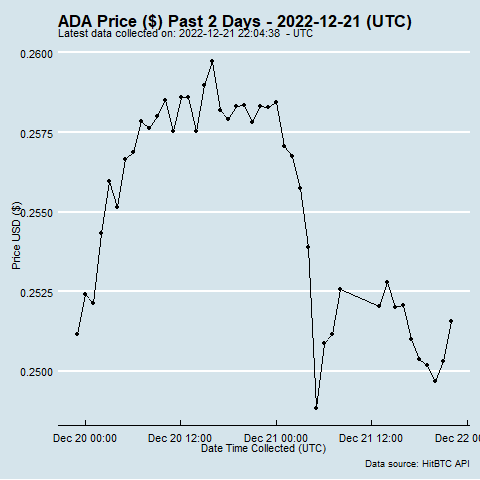 ADA Price ($) Past 2 Days - 2022-12-21 (UTC)
Latest data collected on: 2022-12-21 22:04:38 - UTC
0.2600
0.2575
0.2550
0.2525
0.2500
Price USD ($)
Dec 20 00:00 Dec 20 12:00 Dec 21 00:00 Dec 21 12:00 Dec 22 0
Date Time Collected (UTC)
Data source: HitBTC API